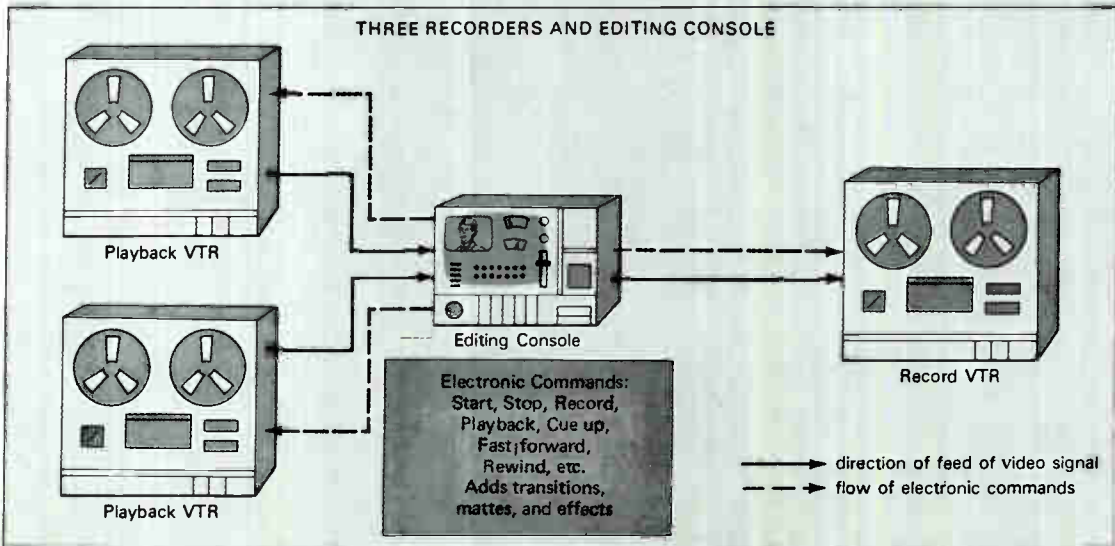 THREE RECORDERS AND EDITING CONSOLE
Playback VTR
Editing Console
Record VTR
Electronic Commands:
Start, Stop, Record,
Playback, Cue up,
Fast forward,
Rewind, etc.
Adds transitions,
mattes, and effects
direction of feed of video signal
flow of electronic commands
Playback VTR